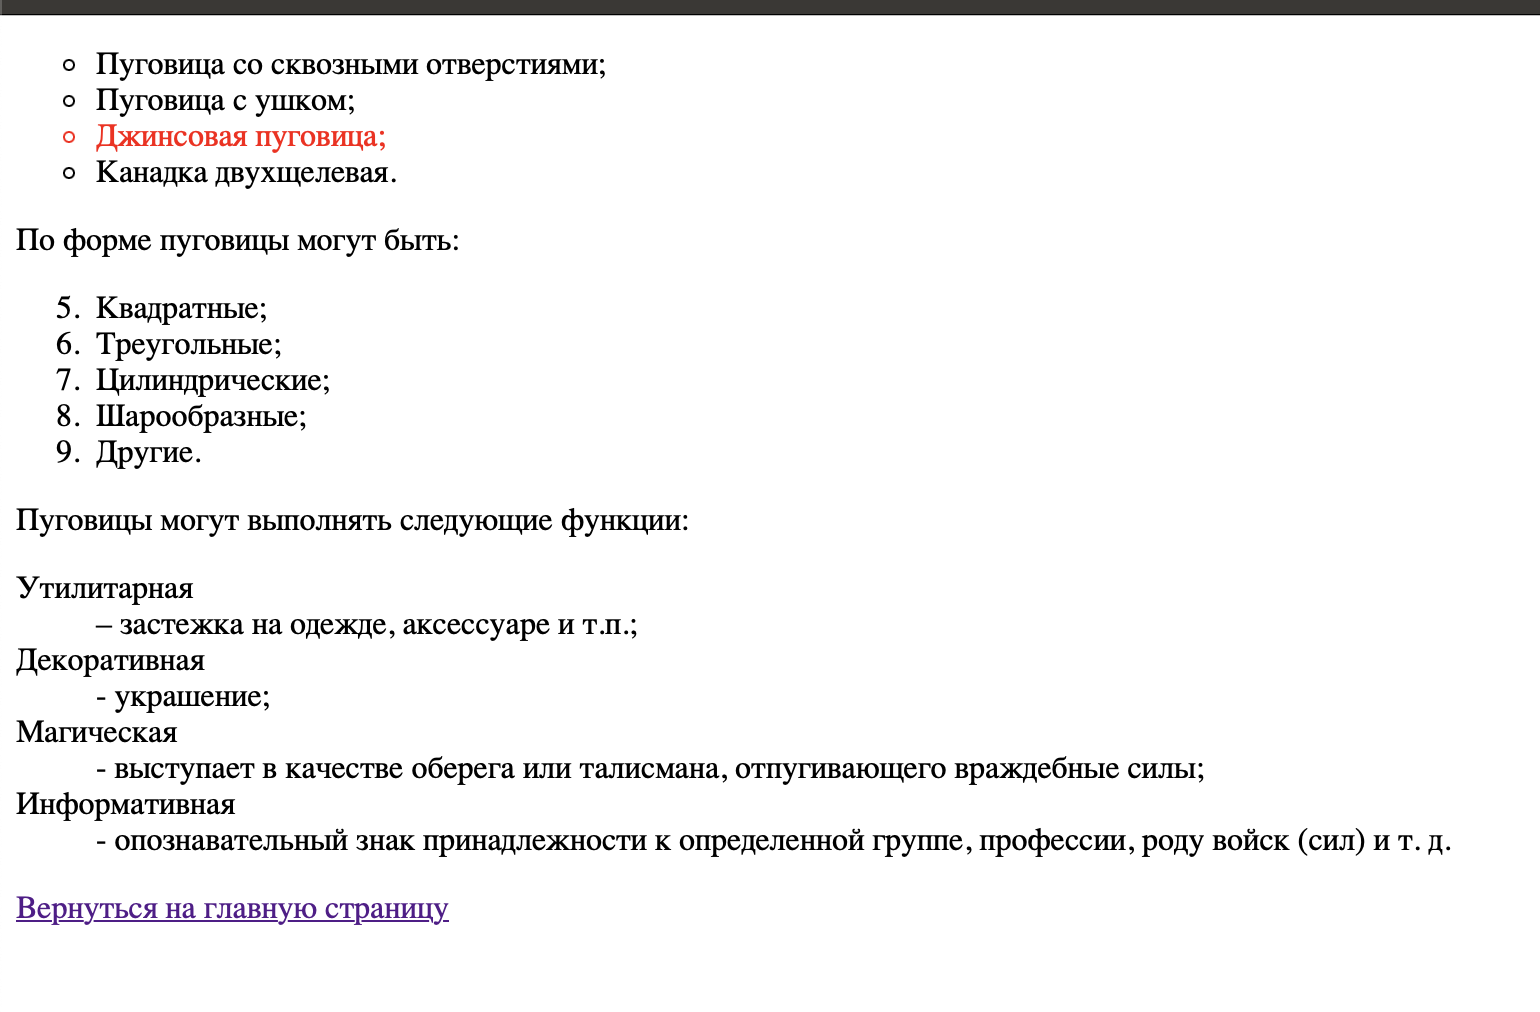 Пуговица со сквозными отверстиями;
Пуговица с ушком;
Джинсовая пуговица;
Канадка двухщелевая.
По форме пуговицы могут быть:
5. Квадратные;
6. Треугольные;
7. Цилиндрические;
8. Шарообразные;
9. Другие.
Пуговицы могут выполнять следующие функции:
Утилитарная
– застежка на одежде, аксессуаре и т.п.;
Декоративная
- украшение;
Магическая
- выступает в качестве оберега или талисмана, отпугивающего враждебные силы;
Информативная
- опознавательный знак принадлежности к определенной группе, профессии, роду войск (сил) и т. д.
Вернуться на главную страницу